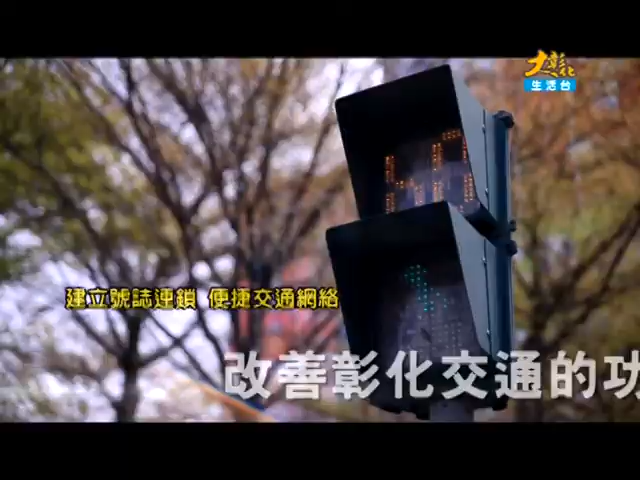 大彰化
生活台
建立號誌連鎖 便捷交通網絡
改善彰化交通的功